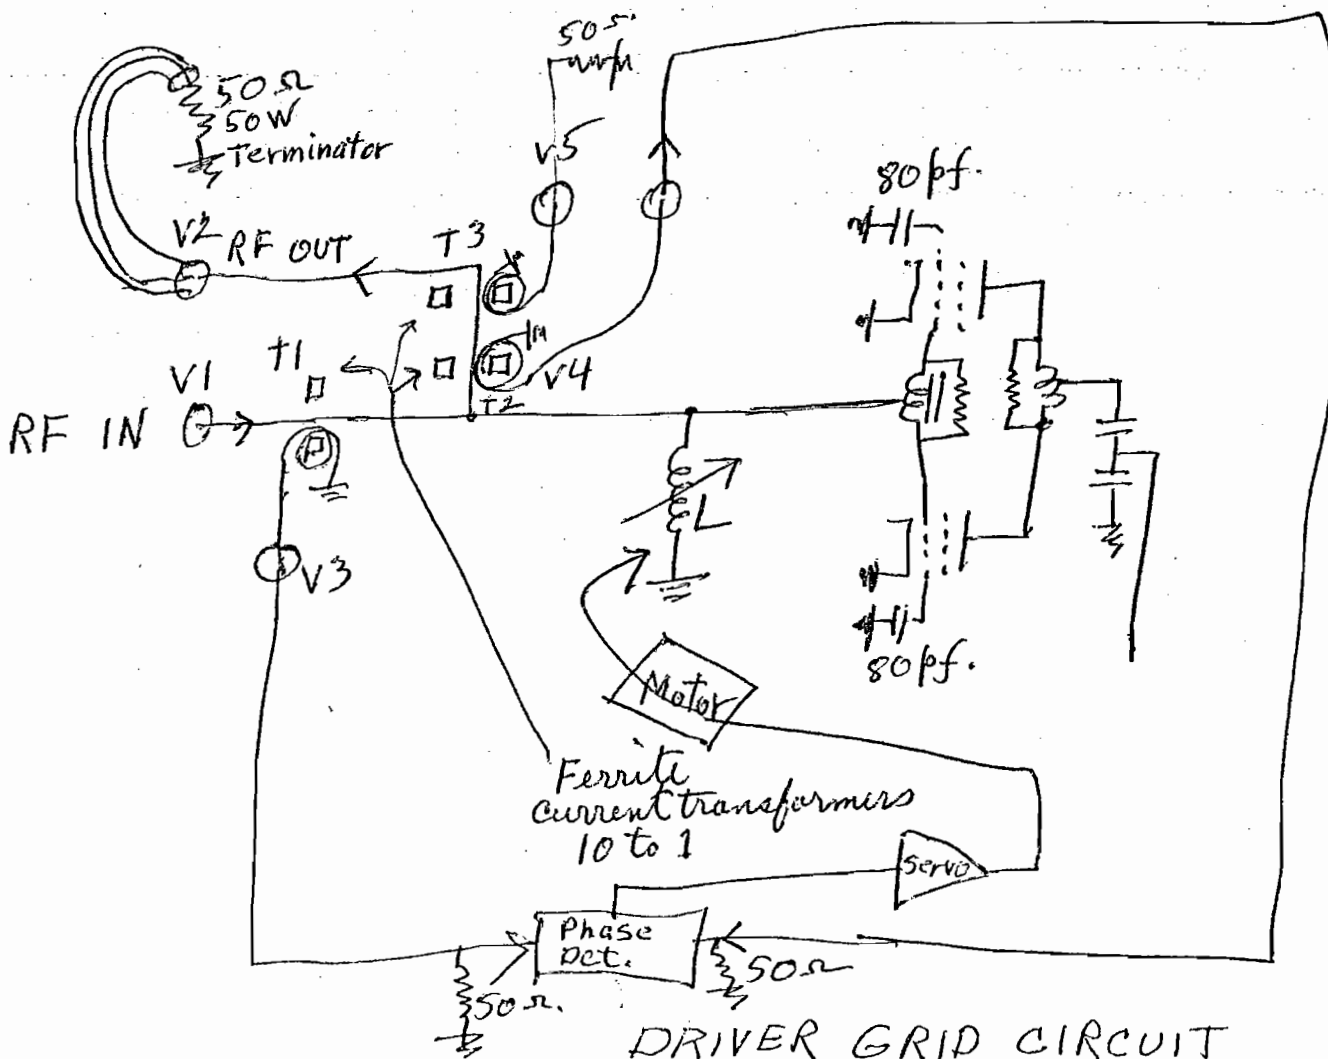 50Ω
50Ω
50W
Terminator
V5
80pf.
V2 RF OUT T3
T1
V1
V4
T2
RF IN
L
V3
80pf.
Motor
Ferrite
current transformers
10 to 1
Servo
Phase
Det.
50Ω
50Ω.
DRIVER GRID CIRCUIT